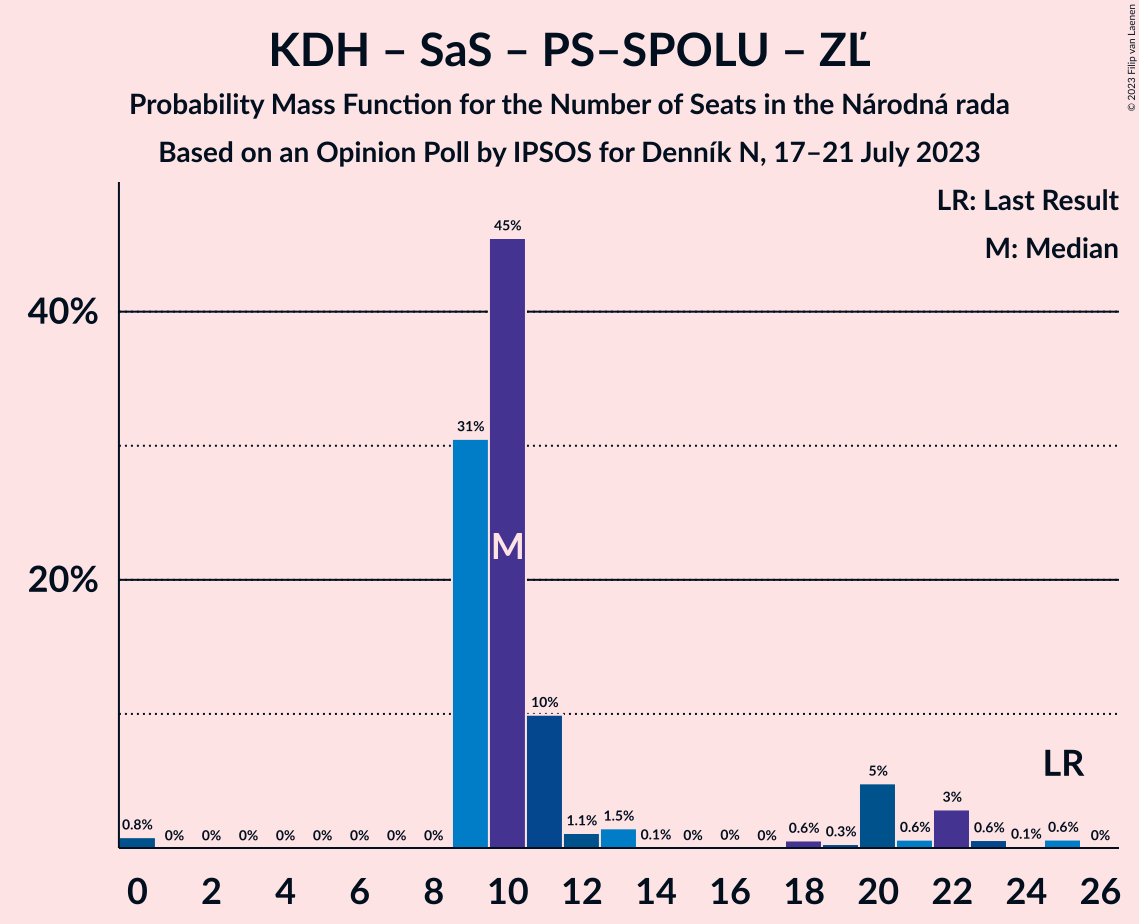 KDH – SaS – PS–SPOLU – ZĽ
Probability Mass Function for the Number of Seats in the Národná rada
Based on an Opinion Poll by IPSOS for Denník N, 17–21 July 2023
© 2023 Filip van Laenen
LR: Last Result
M: Median
40%
20%
0.8% 0% 0% 0% 0% 0% 0% 0% 0% 31% 45% 10% 1.1% 1.5% 0.1% 0% 0% 0% 0.6% 0.3% 5% 0.6% 3% 0.6% 0.1% 0.6% 0%
M
LR
0 2 4 6 8 10 12 14 16 18 20 22 24 26